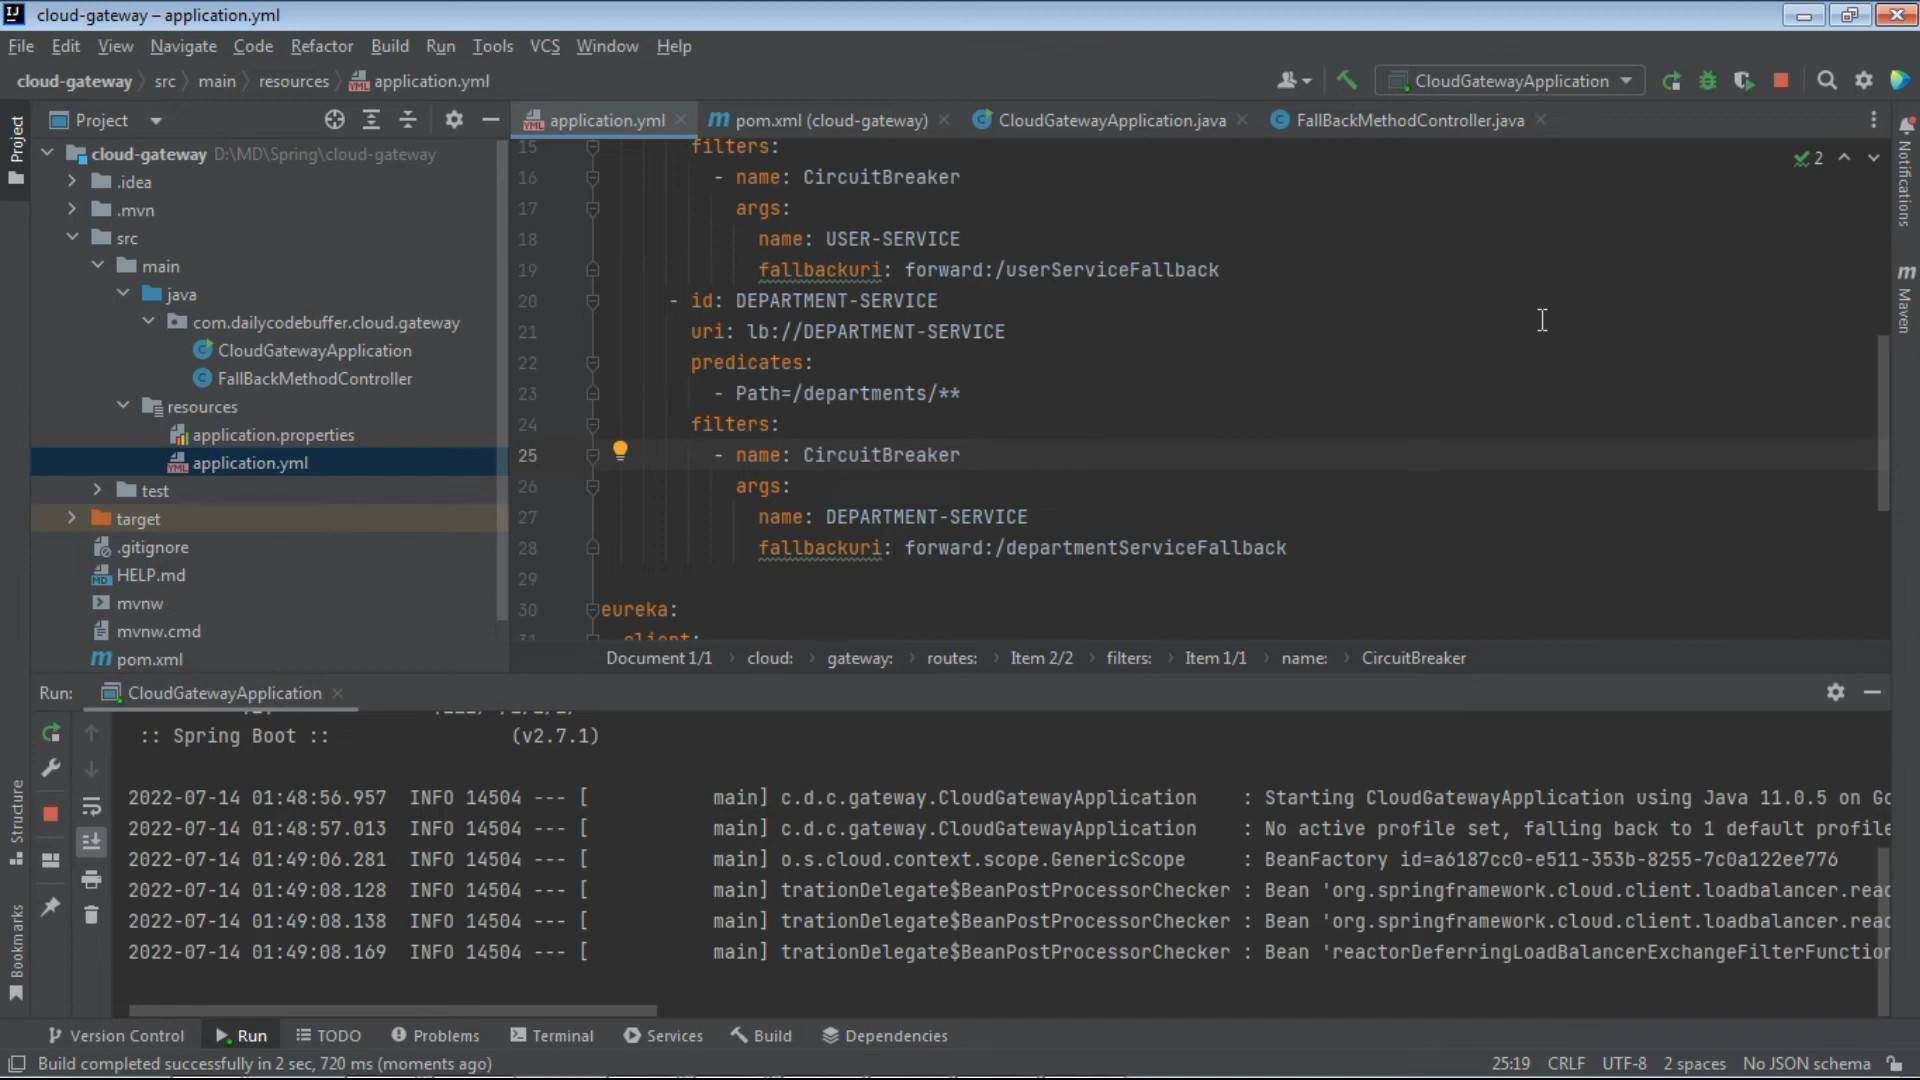 cloud-gateway – application.yml
File Edit View Navigate Code Refactor Build Run Tools VCS Window Help
cloud-gateway src main resources application.yml
CloudGatewayApplication
Project
application.yml pom.xml (cloud-gateway) CloudGatewayApplication.java FallBackMethodController.java
cloud-gateway D:\MD\Spring\cloud-gateway
.idea
.mvn
src
main
java
com.dailycodebuffer.cloud.gateway
CloudGatewayApplication
FallBackMethodController
resources
application.properties
application.yml
test
target
.gitignore
HELP.md
mvnw
mvnw.cmd
pom.xml
15 filters:
16 - name: CircuitBreaker
17 args:
18 name: USER-SERVICE
19 fallbackuri: forward:/userServiceFallback
20 - id: DEPARTMENT-SERVICE
21 uri: lb://DEPARTMENT-SERVICE
22 predicates:
23 - Path=/departments/**
24 filters:
25 - name: CircuitBreaker
26 args:
27 name: DEPARTMENT-SERVICE
28 fallbackuri: forward:/departmentServiceFallback
29
30 eureka:
31 client:
2
Document 1/1 cloud: gateway: routes: Item 2/2 filters: Item 1/1 name: CircuitBreaker
Project
Structure
Bookmarks
Notifications
Maven
Run: CloudGatewayApplication
:: Spring Boot :: (v2.7.1)
2022-07-14 01:48:56.957 INFO 14504 --- [ main] c.d.c.gateway.CloudGatewayApplication : Starting CloudGatewayApplication using Java 11.0.5 on Go
2022-07-14 01:48:57.013 INFO 14504 --- [ main] c.d.c.gateway.CloudGatewayApplication : No active profile set, falling back to 1 default profile
2022-07-14 01:49:06.281 INFO 14504 --- [ main] o.s.cloud.context.scope.GenericScope : BeanFactory id=a6187cc0-e511-353b-8255-7c0a122ee776
2022-07-14 01:49:08.128 INFO 14504 --- [ main] trationDelegate$BeanPostProcessorChecker : Bean 'org.springframework.cloud.client.loadbalancer.reac
2022-07-14 01:49:08.138 INFO 14504 --- [ main] trationDelegate$BeanPostProcessorChecker : Bean 'org.springframework.cloud.client.loadbalancer.reac
2022-07-14 01:49:08.169 INFO 14504 --- [ main] trationDelegate$BeanPostProcessorChecker : Bean 'reactorDeferringLoadBalancerExchangeFilterFunction
Version Control Run TODO Problems Terminal Services Build Dependencies
Build completed successfully in 2 sec, 720 ms (moments ago) 25:19 CRLF UTF-8 2 spaces No JSON schema